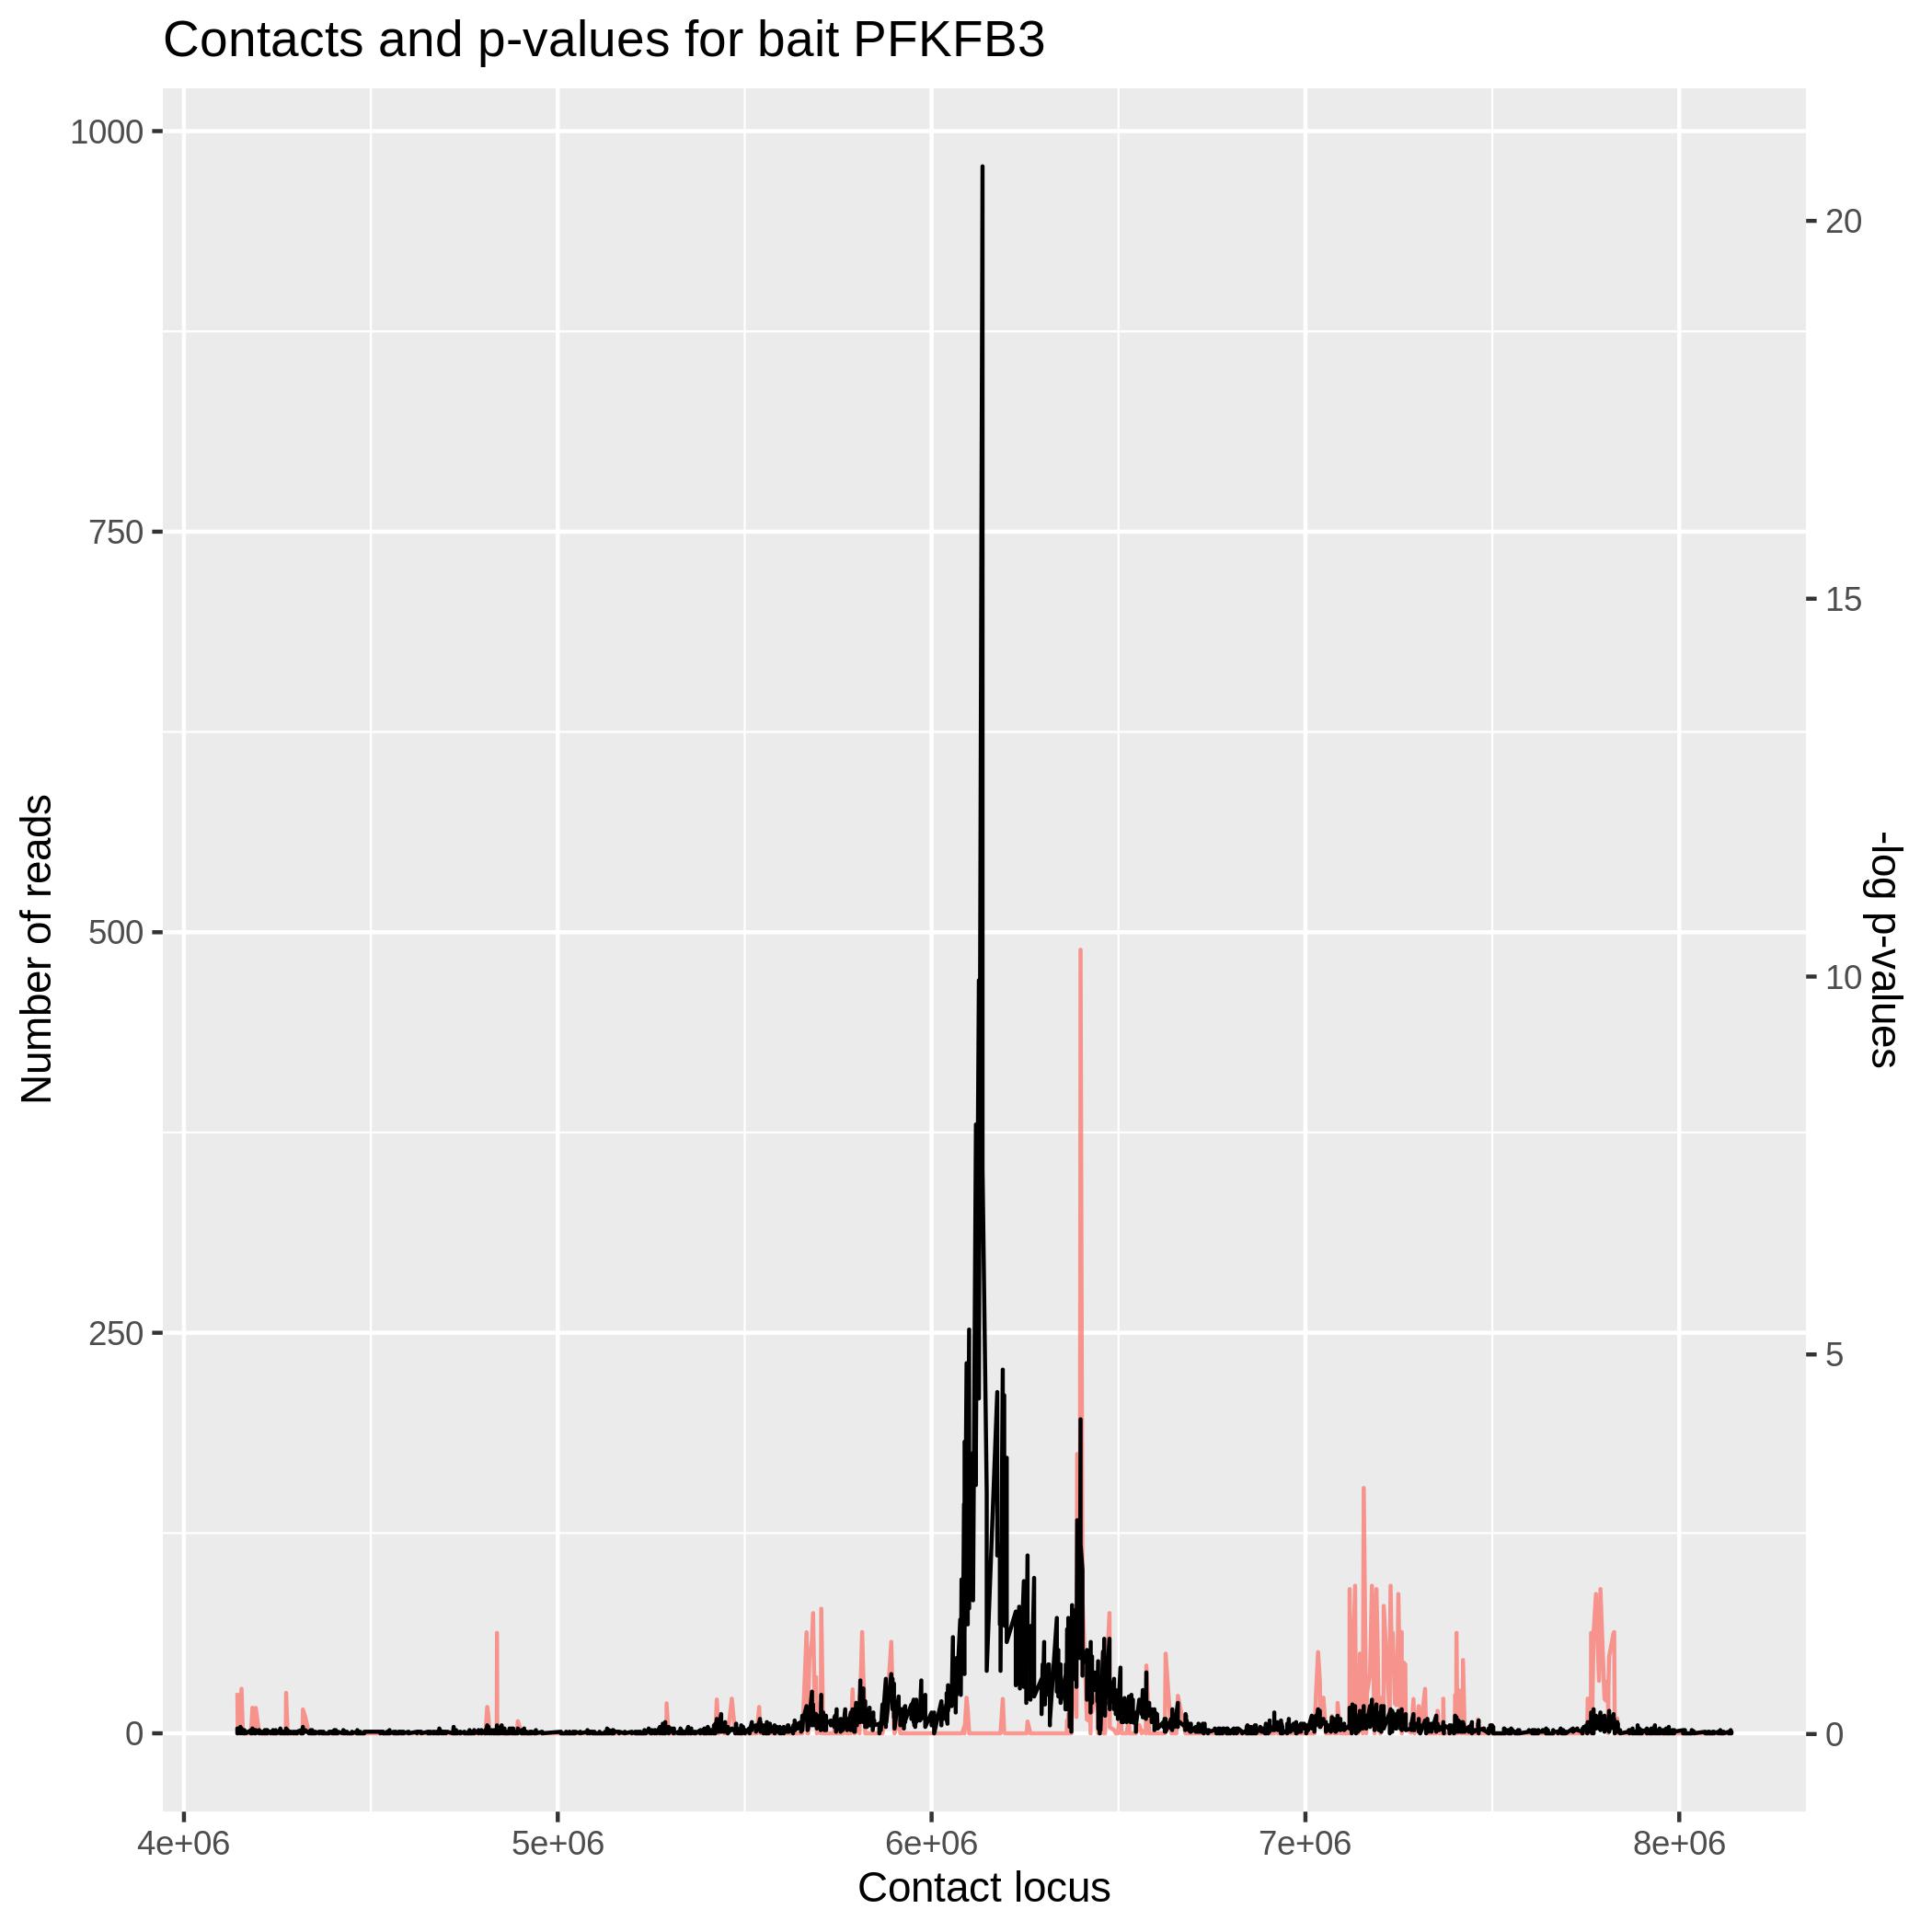 Contacts and p-values for bait PFKFB3
1000
750
500
250
0
Number of reads
20
15
10
5
0
-log p-values
4e+06
5e+06
6e+06
7e+06
8e+06
Contact locus